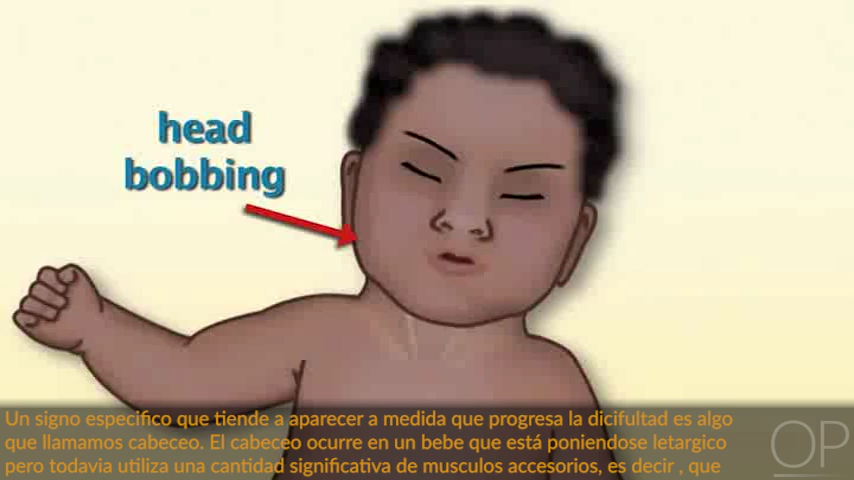 head
bobbing
Un signo especifico que tiende a aparecer a medida que progresa la dicifultad es algo
que llamamos cabeceo. El cabeceo ocurre en un bebe que está poniendose letargico
pero todavia utiliza una cantidad significativa de musculos accesorios, es decir , que
OP